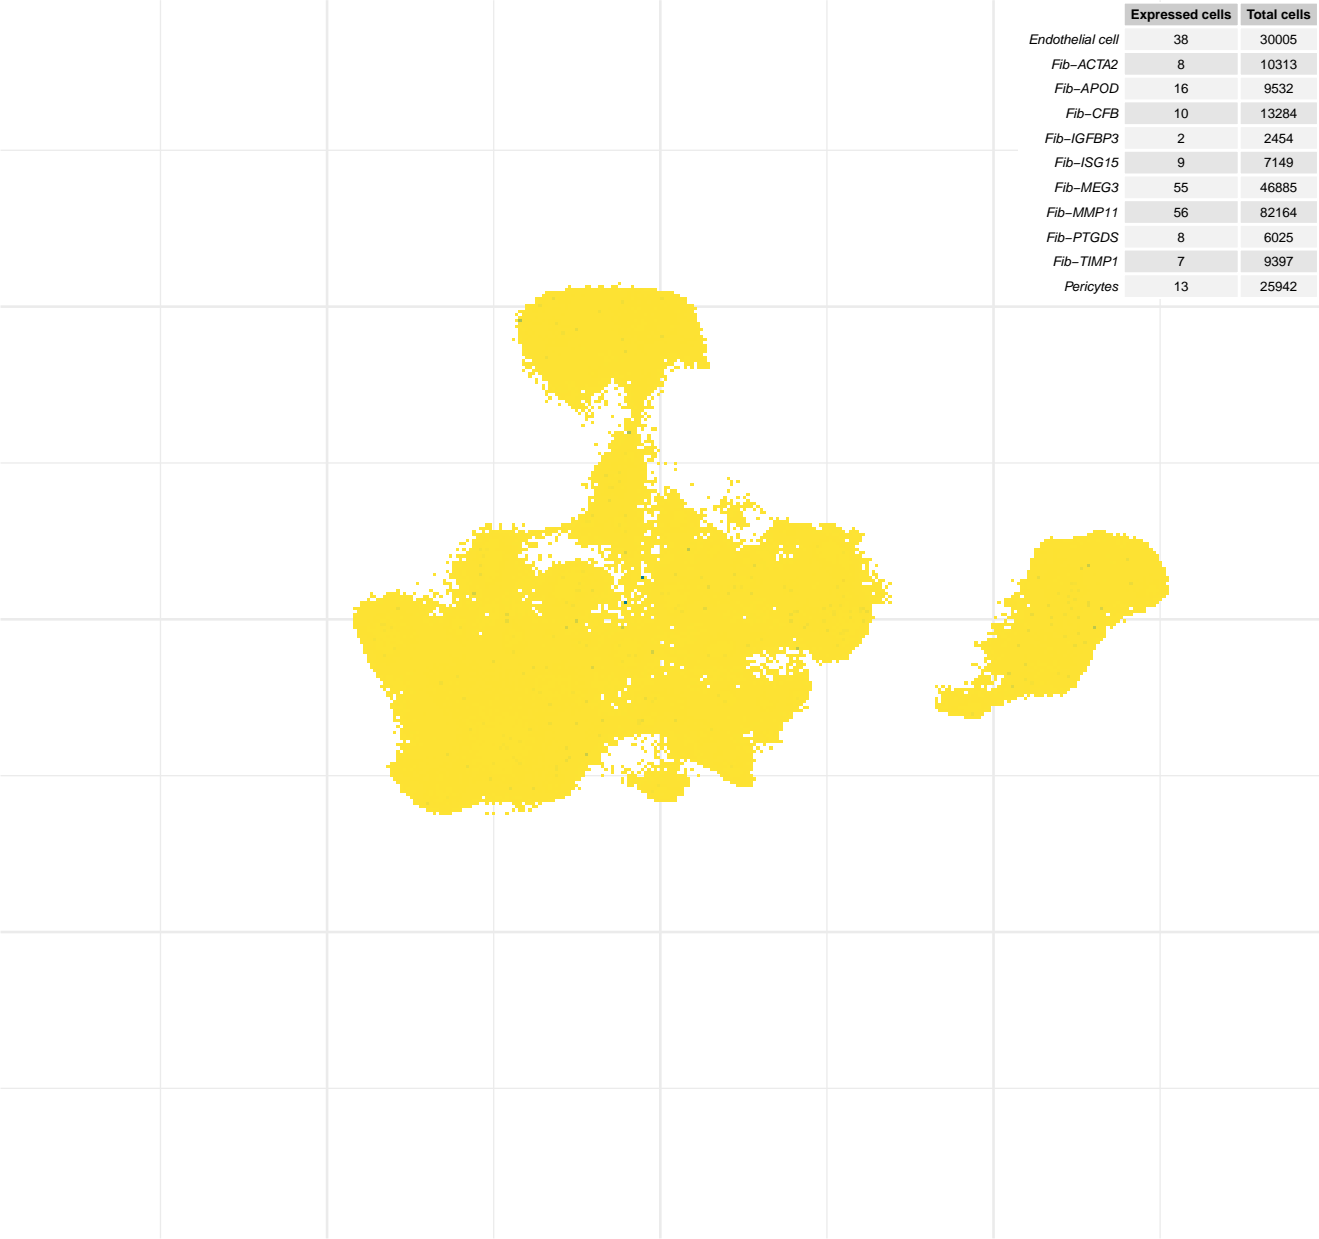 Expressed cells Total cells
Endothelial cell 38 30005
Fib−ACTA2 8 10313
Fib−APOD 16 9532
Fib−CFB 10 13284
Fib−IGFBP3 2 2454
Fib−ISG15 9 7149
Fib−MEG3 55 46885
Fib−MMP11 56 82164
Fib−PTGDS 8 6025
Fib−TIMP1 7 9397
Pericytes 13 25942